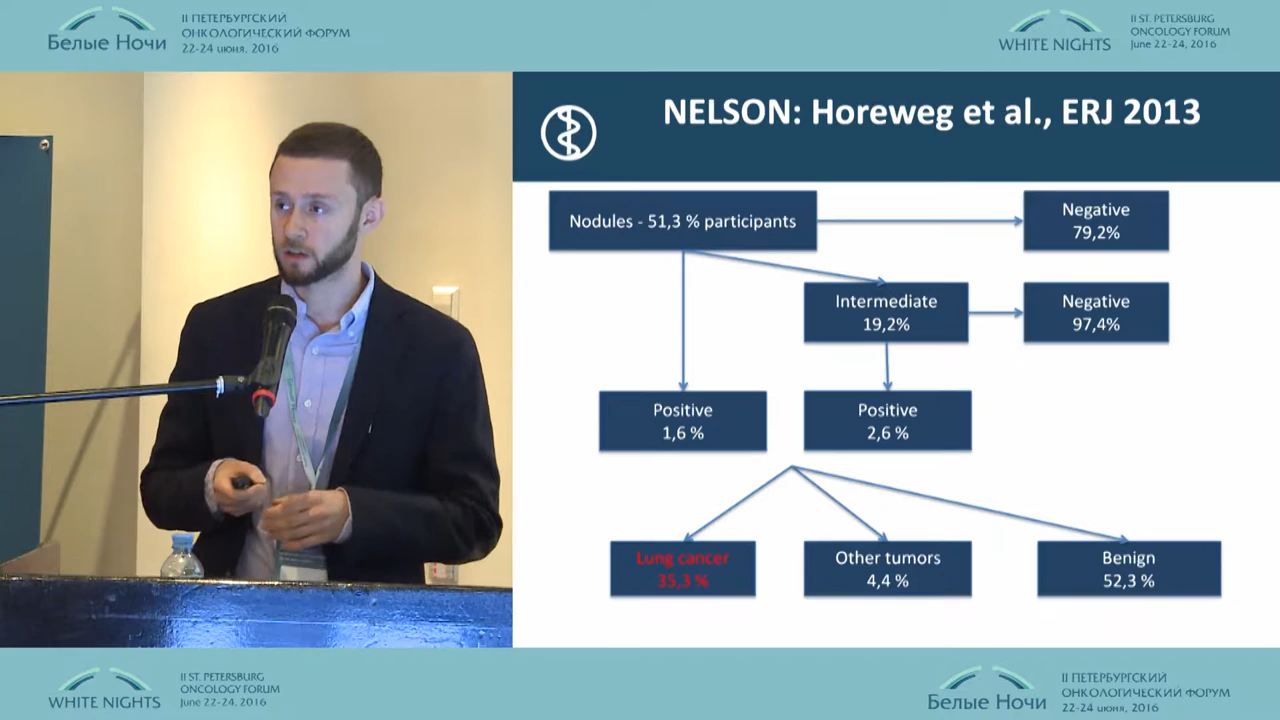 Белые Ночи
II ПЕТЕРБУРГСКИЙ
ОНКОЛОГИЧЕСКИЙ ФОРУМ
22-24 июня, 2016
WHITE NIGHTS
II ST. PETERSBURG
ONCOLOGY FORUM
June 22-24, 2016
NELSON: Horeweg et al., ERJ 2013
Nodules - 51,3 % participants
Negative
79,2%
Intermediate
19,2%
Negative
97,4%
Positive
1,6 %
Positive
2,6 %
Lung cancer
35,3 %
Other tumors
4,4 %
Benign
52,3 %
WHITE NIGHTS
II ST. PETERSBURG
ONCOLOGY FORUM
June 22-24, 2016
Белые Ночи
II ПЕТЕРБУРГСКИЙ
ОНКОЛОГИЧЕСКИЙ ФОРУМ
22-24 июня, 2016